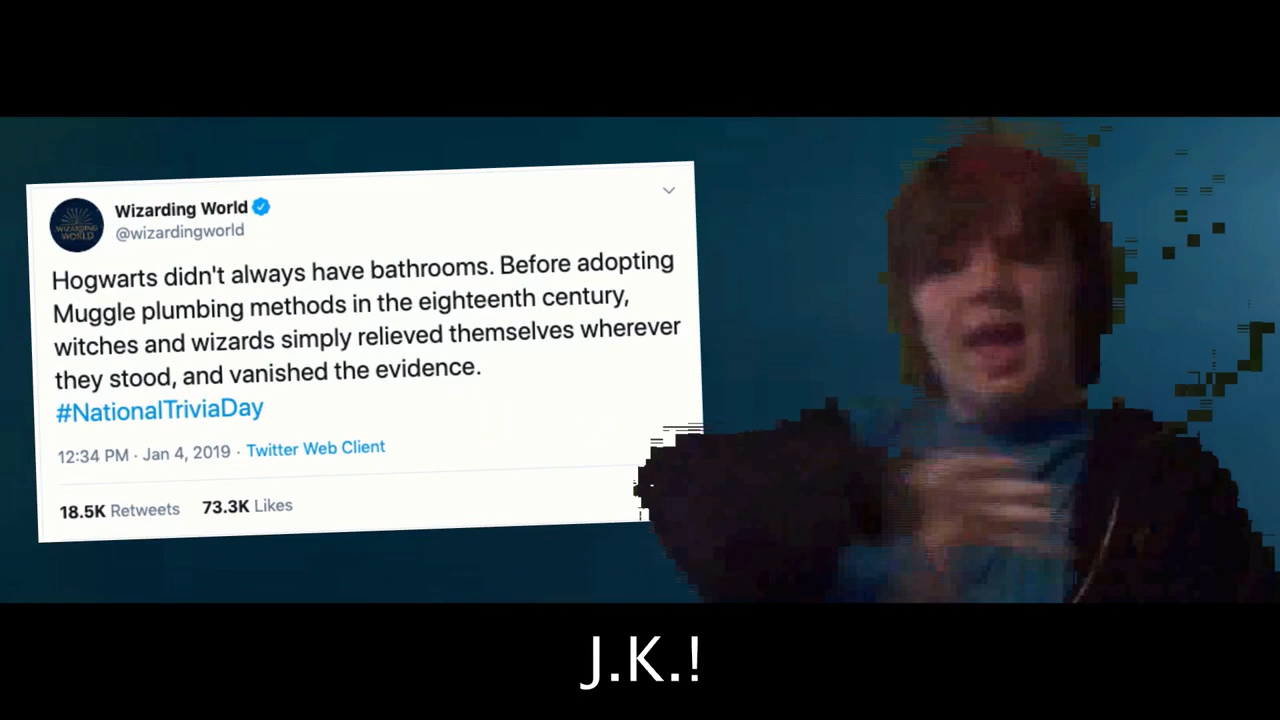 WIZARDING
WORLD
Wizarding World
@wizardingworld
Hogwarts didn't always have bathrooms. Before adopting
Muggle plumbing methods in the eighteenth century,
witches and wizards simply relieved themselves wherever
they stood, and vanished the evidence.
#NationalTriviaDay
12:34 PM · Jan 4, 2019 · Twitter Web Client
18.5K Retweets 73.3K Likes
J.K.!